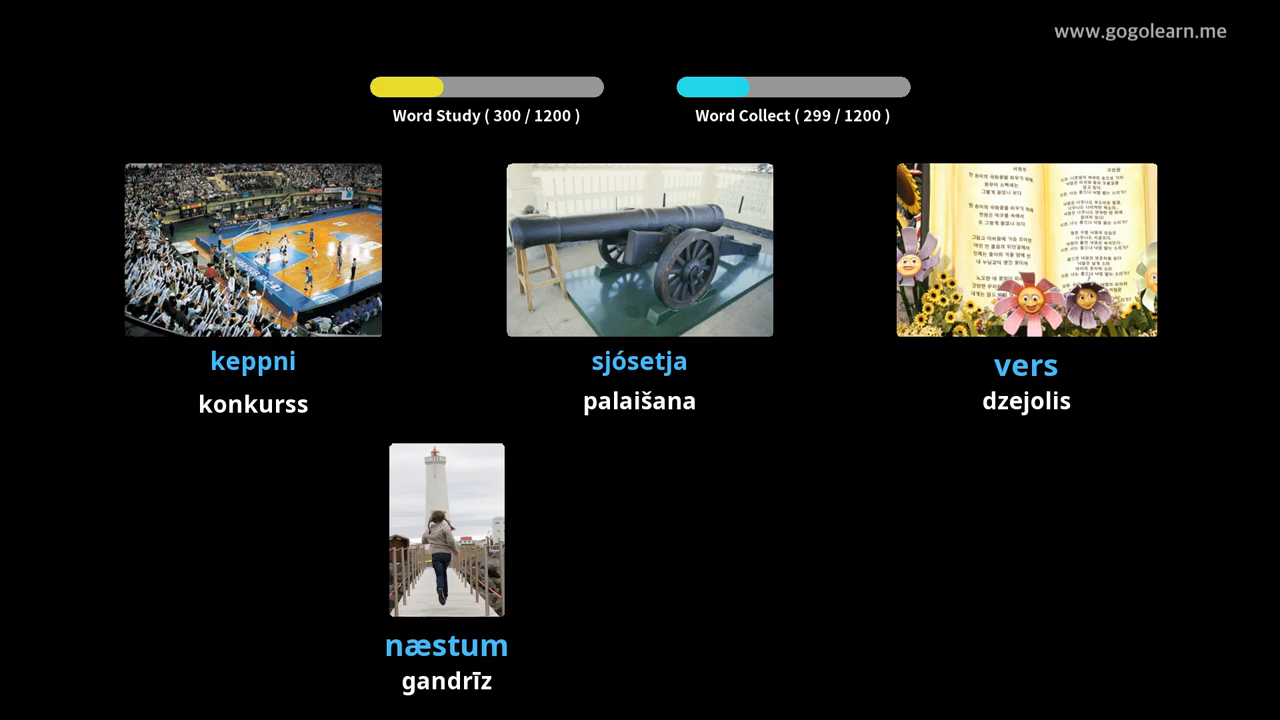 www.gogolearn.me
Word Study ( 300 / 1200 )
Word Collect ( 299 / 1200 )
keppni
sjósetja
vers
konkurss
palaišana
dzejolis
næstum
gandrīz